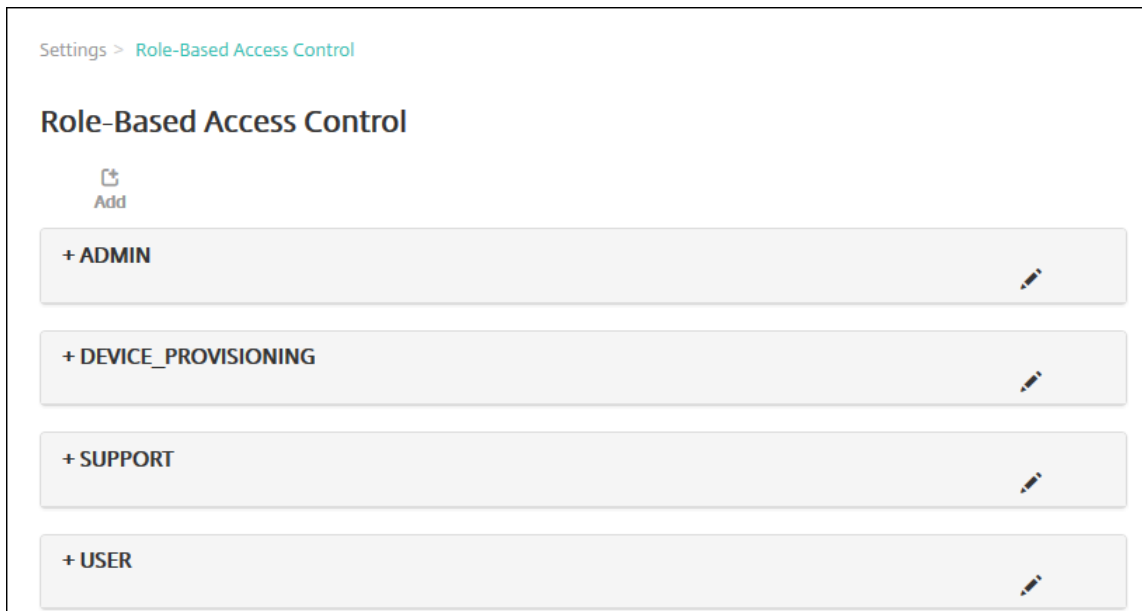 Settings > Role-Based Access Control
Role-Based Access Control
Add
+ ADMIN
+ DEVICE_PROVISIONING
+ SUPPORT
+ USER